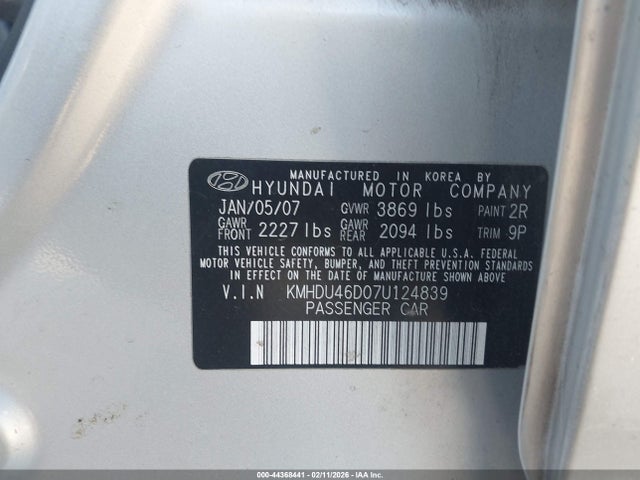 MANUFACTURED IN KOREA BY
HYUNDAI MOTOR COMPANY
JAN/05/07 GVWR 3869 lbs PAINT 2R
GAWR FRONT 2227 lbs GAWR REAR 2094 lbs TRIM 9P
THIS VEHICLE CONFORMS TO ALL APPLICABLE U.S.A. FEDERAL
MOTOR VEHICLE SAFETY, BUMPER, AND THEFT PREVENTION STANDARDS
IN EFFECT ON THE DATE OF MANUFACTURE SHOWN ABOVE.
V.I.N KMHDU46D07U124839
PASSENGER CAR
000-44368441 - 02/11/2026 - IAA Inc.